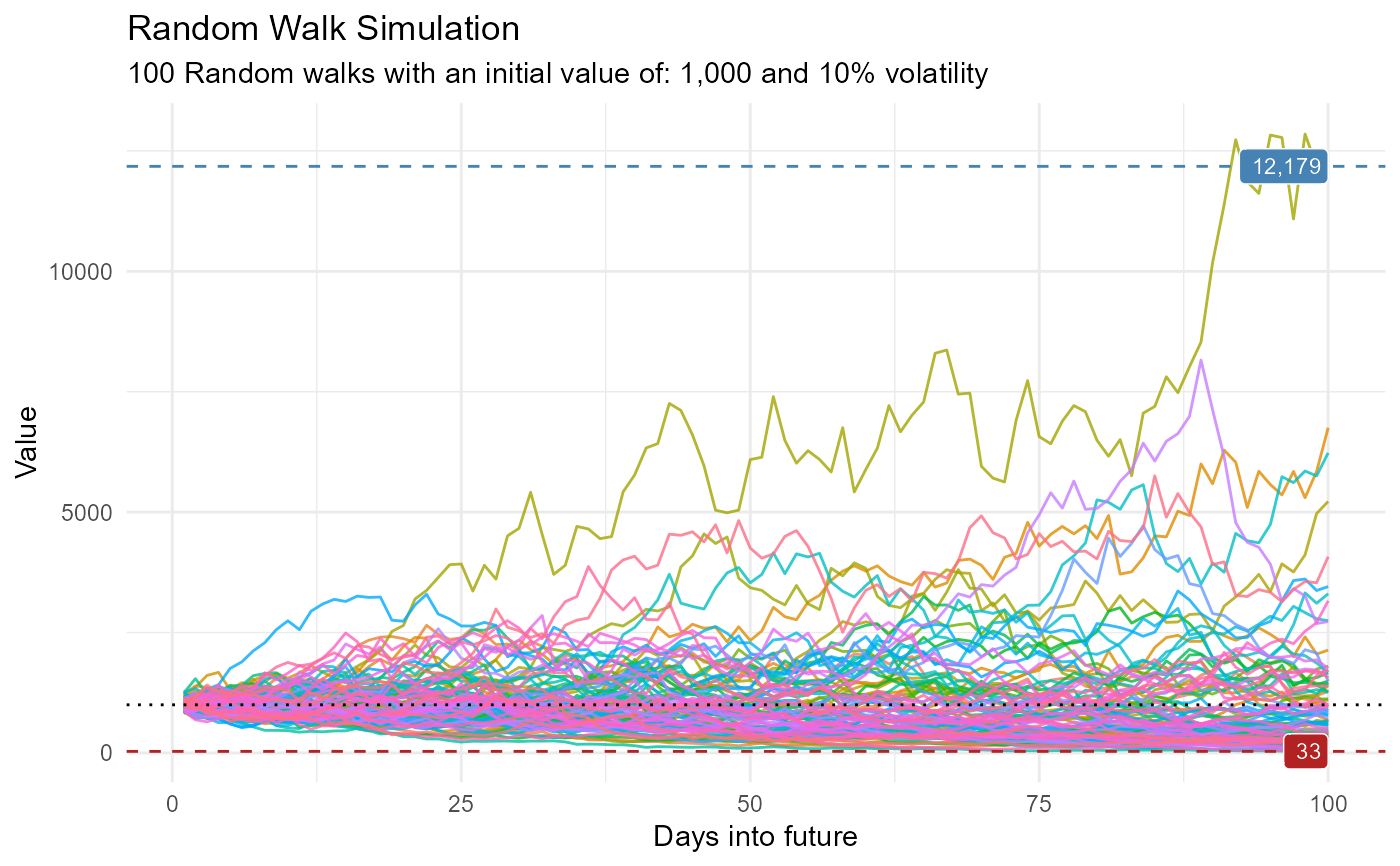 Random Walk Simulation
100 Random walks with an initial value of: 1,000 and 10% volatility
12,179
10000
Value
5000
0
33
0 25 50 75 100
Days into future